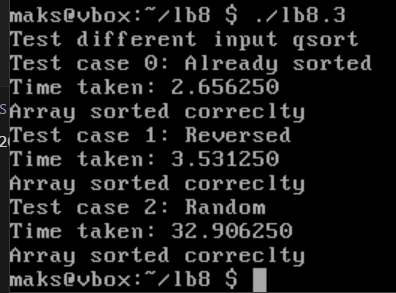 maks@vbox:~/lb8 $ ./lb8.3
Test different input qsort
Test case 0: Already sorted
Time taken: 2.656250
Array sorted correclty
Test case 1: Reversed
Time taken: 3.531250
Array sorted correclty
Test case 2: Random
Time taken: 32.906250
Array sorted correclty
maks@vbox:~/lb8 $